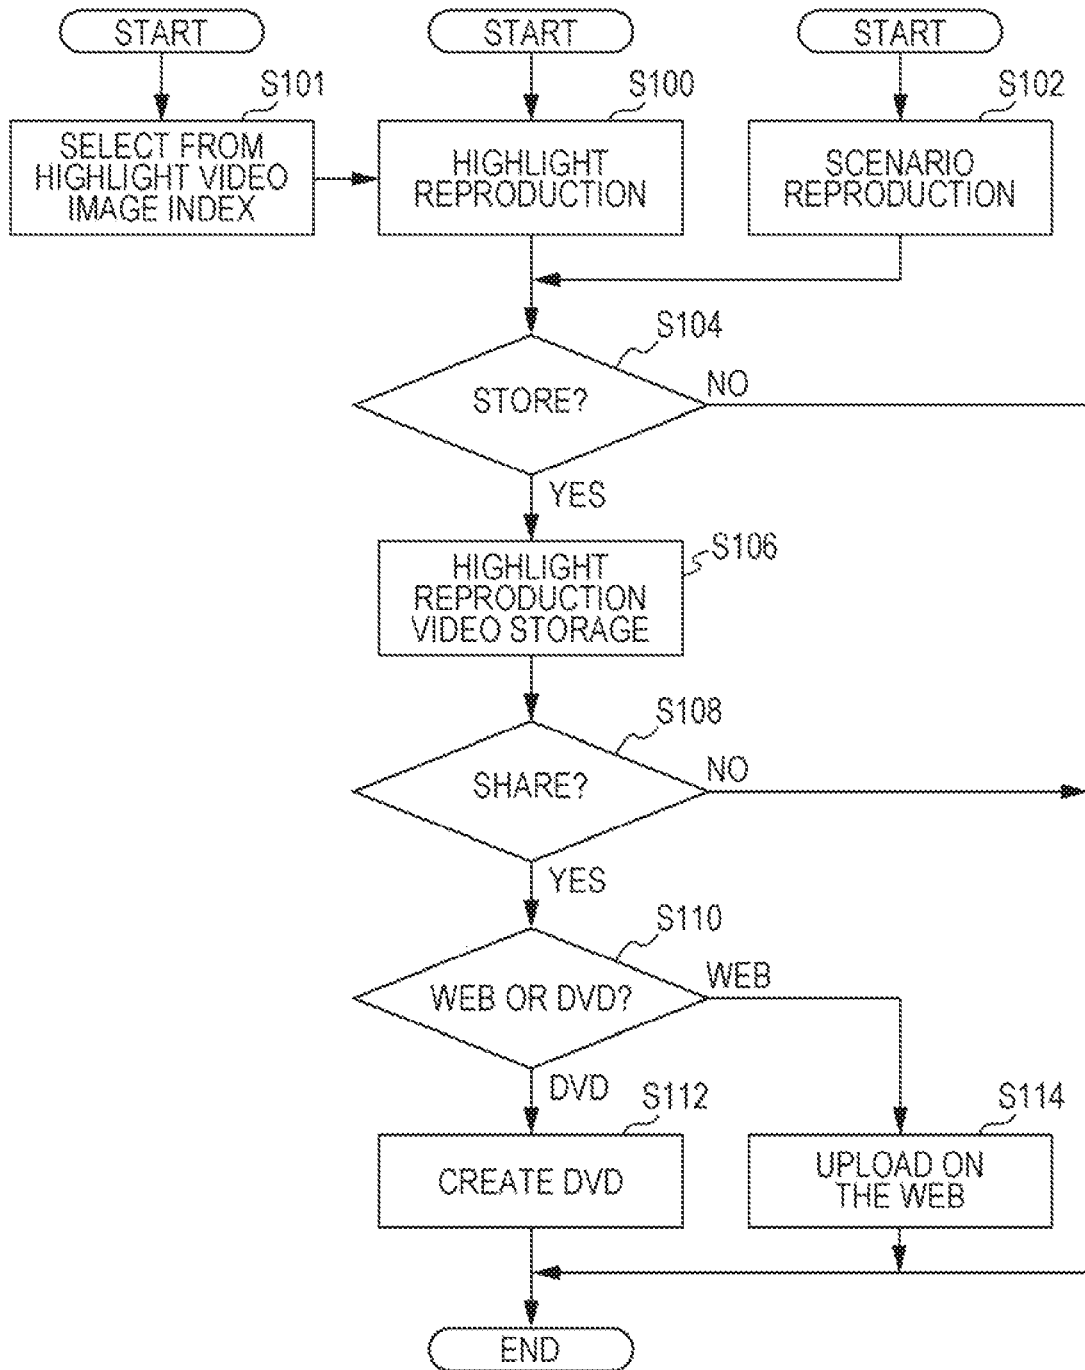 START
START
START
S101
S100
S102
SELECT FROM
HIGHLIGHT VIDEO
IMAGE INDEX
HIGHLIGHT
REPRODUCTION
SCENARIO
REPRODUCTION
S104
STORE?
NO
YES
S106
HIGHLIGHT
REPRODUCTION
VIDEO STORAGE
S108
SHARE?
NO
YES
S110
WEB OR DVD?
WEB
DVD
S112
S114
CREATE DVD
UPLOAD ON
THE WEB
END